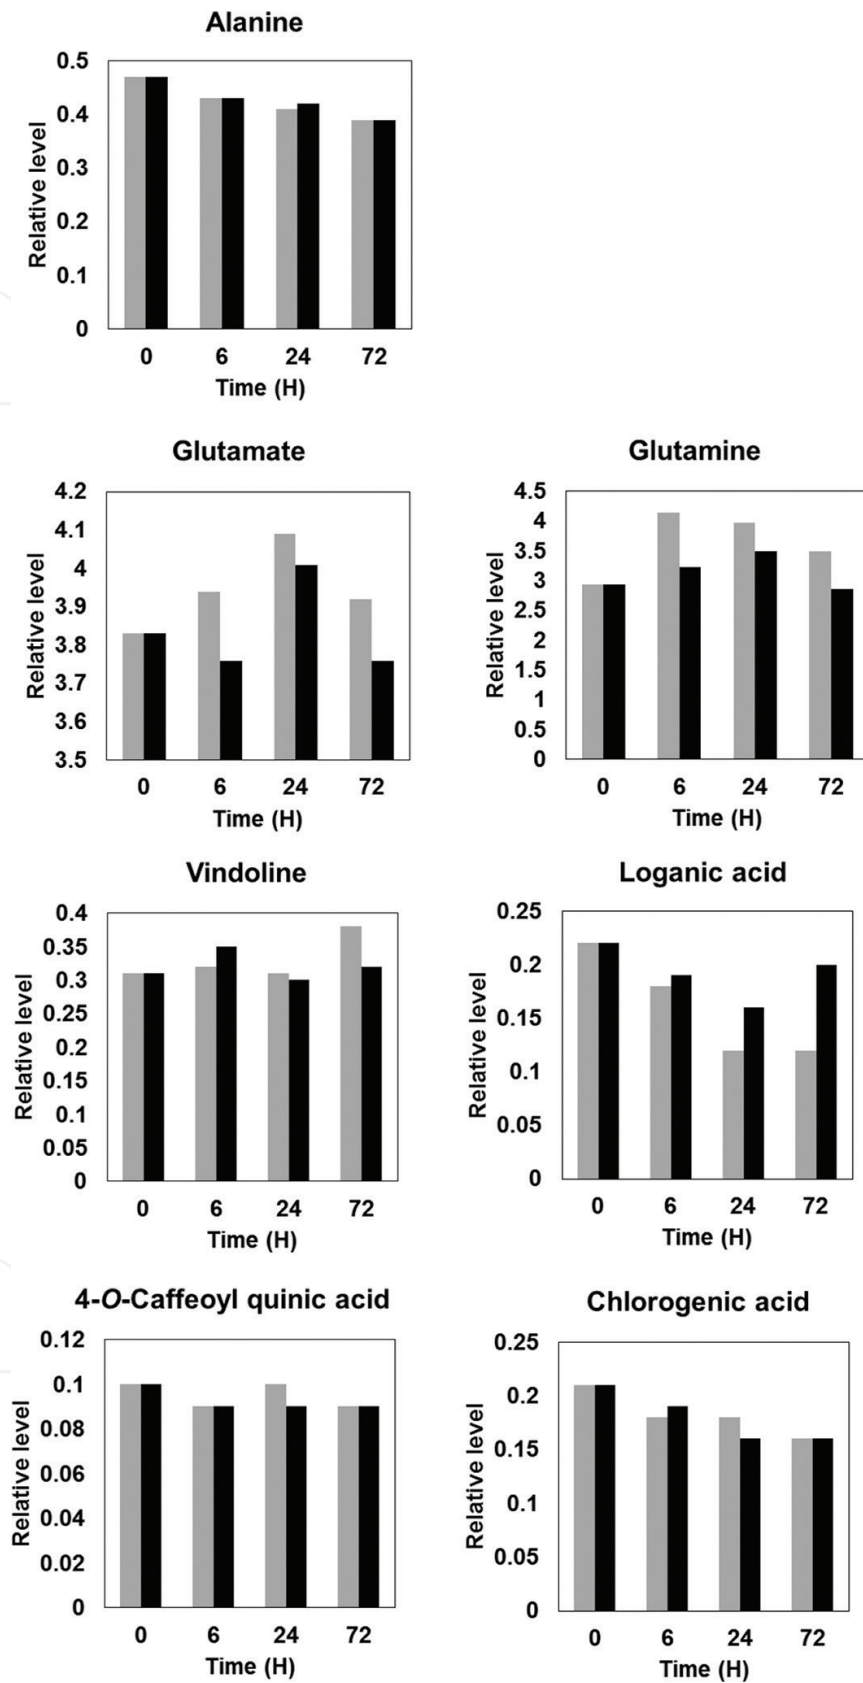 Alanine
Relative level
0.5
0.4
0.3
0.2
0.1
0
0 6 24 72
Time (H)
Glutamate
Relative level
4.2
4.1
4
3.9
3.8
3.7
3.6
3.5
0 6 24 72
Time (H)
Glutamine
Relative level
4.5
4
3.5
3
2.5
2
1.5
1
0.5
0
0 6 24 72
Time (H)
Vindoline
Relative level
0.4
0.35
0.3
0.25
0.2
0.15
0.1
0.05
0
0 6 24 72
Time (H)
Loganic acid
Relative level
0.25
0.2
0.15
0.1
0.05
0
0 6 24 72
Time (H)
4-O-Caffeoyl quinic acid
Relative level
0.12
0.1
0.08
0.06
0.04
0.02
0
0 6 24 72
Time (H)
Chlorogenic acid
Relative level
0.25
0.2
0.15
0.1
0.05
0
0 6 24 72
Time (H)